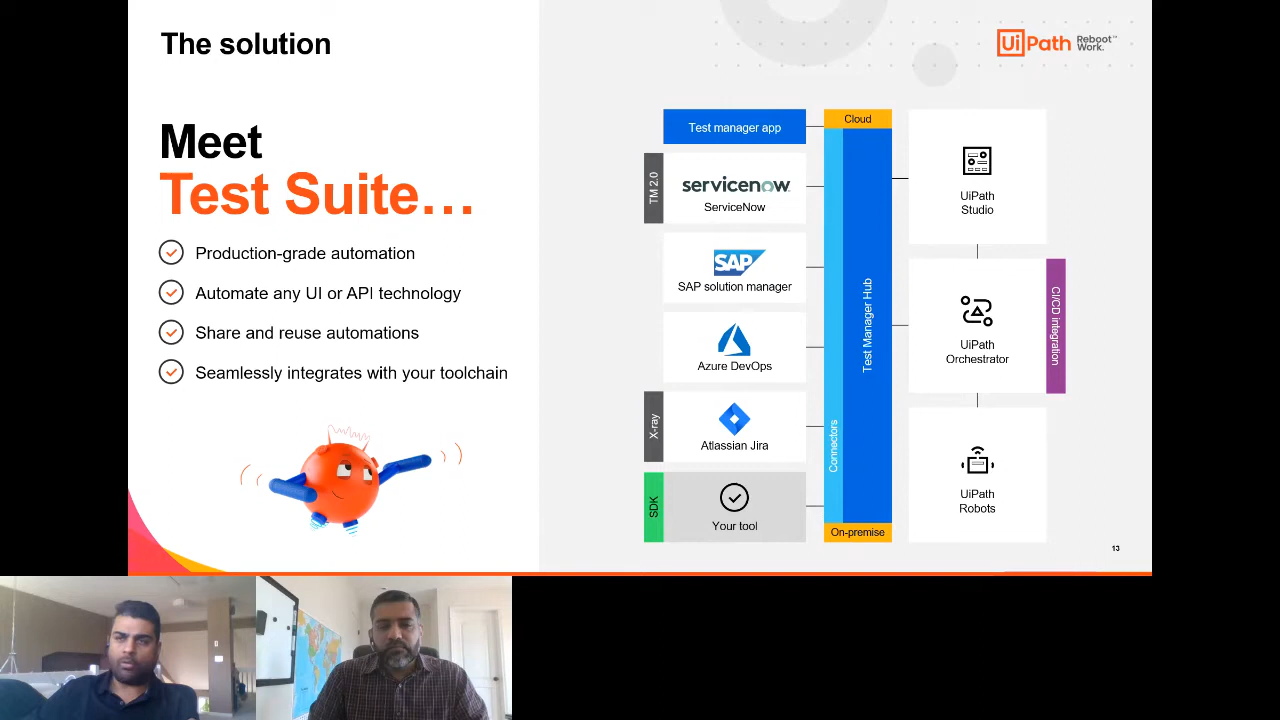 The solution
UiPath Reboot Work.™
Meet
Test Suite…
Production-grade automation
Automate any UI or API technology
Share and reuse automations
Seamlessly integrates with your toolchain
Test manager app
TM 2.0
servicenow
ServiceNow
SAP
SAP solution manager
Azure DevOps
X-ray
Atlassian Jira
SDK
Your tool
Cloud
Connectors
Test Manager Hub
On-premise
UiPath
Studio
UiPath
Orchestrator
CI/CD integration
UiPath
Robots
13